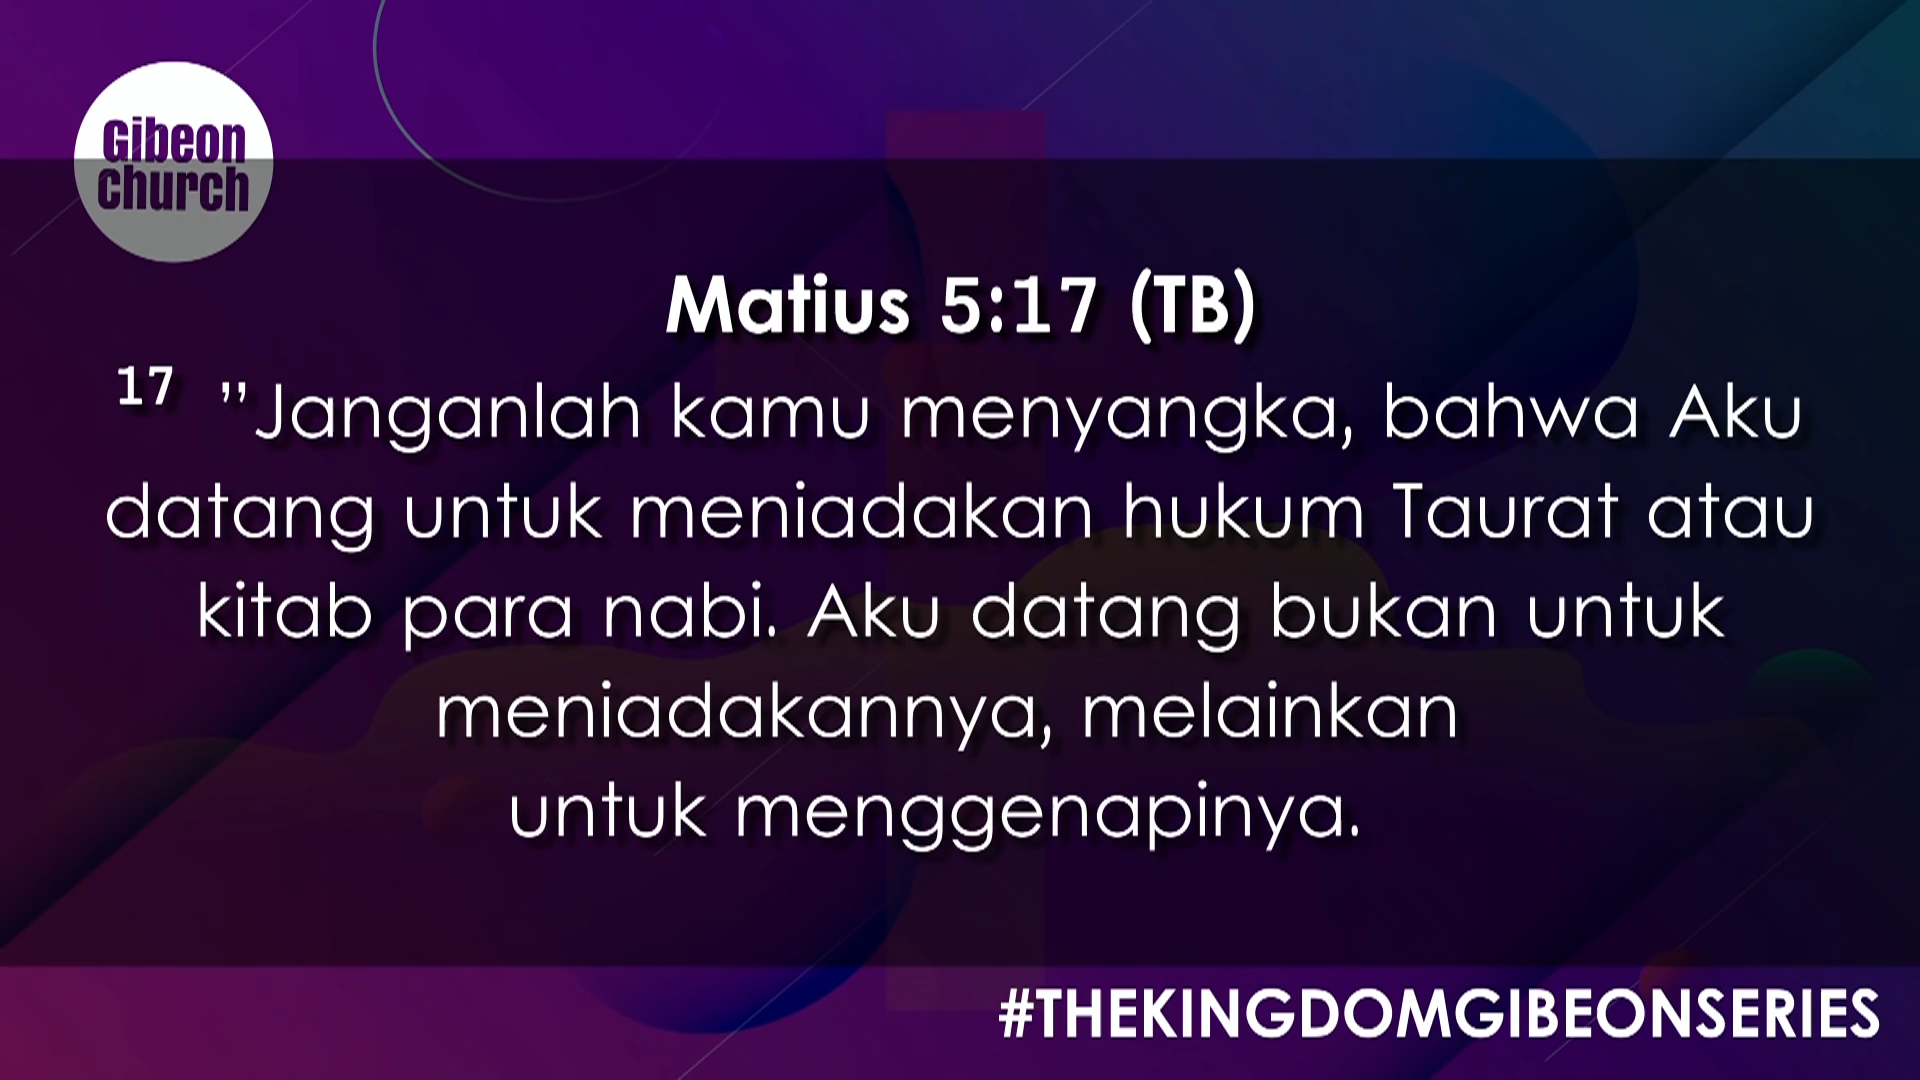 Gibeon
church
Matius 5:17 (TB)
17 ”Janganlah kamu menyangka, bahwa Aku
datang untuk meniadakan hukum Taurat atau
kitab para nabi. Aku datang bukan untuk
meniadakannya, melainkan
untuk menggenapinya.
#THEKINGDOMGIBEONSERIES